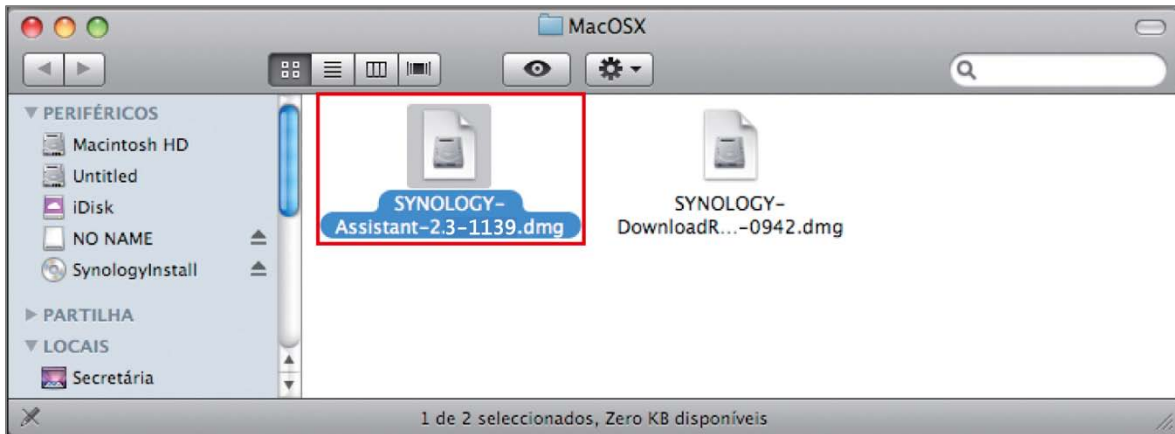 MacOSX
PERIFÉRICOS
Macintosh HD
Untitled
iDisk
NO NAME
SynologyInstall
PARTILHA
LOCAIS
Secretária
SYNOLOGY-
Assistant-2.3-1139.dmg
SYNOLOGY-
DownloadR...-0942.dmg
1 de 2 seleccionados, Zero KB disponíveis